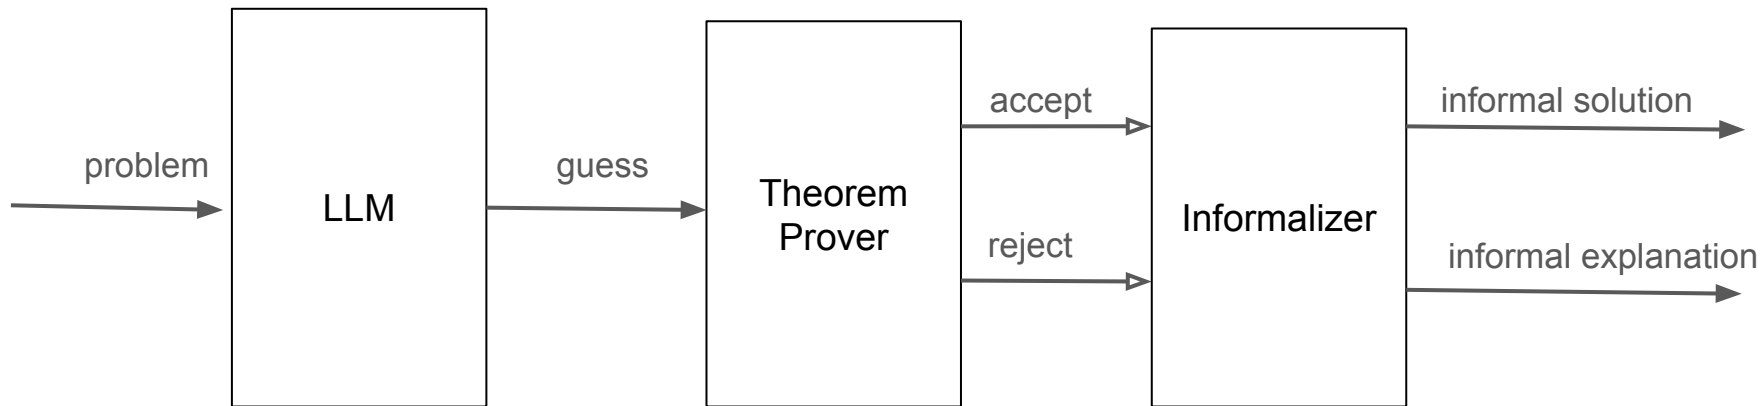 problem
LLM
guess
Theorem
Prover
accept
reject
Informalizer
informal solution
informal explanation